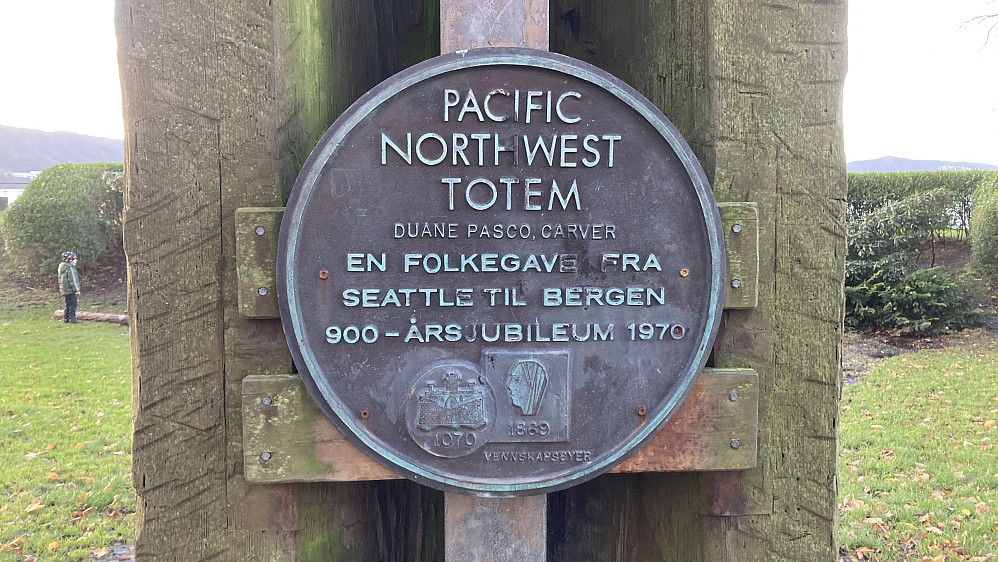 PACIFIC
NORTHWEST
TOTEM
DUANE PASCO, CARVER
EN FOLKEGAVE FRA
SEATTLE TIL BERGEN
900-ÅRSJUBILEUM 1970
1070
1869
VENNSKAPSBYER